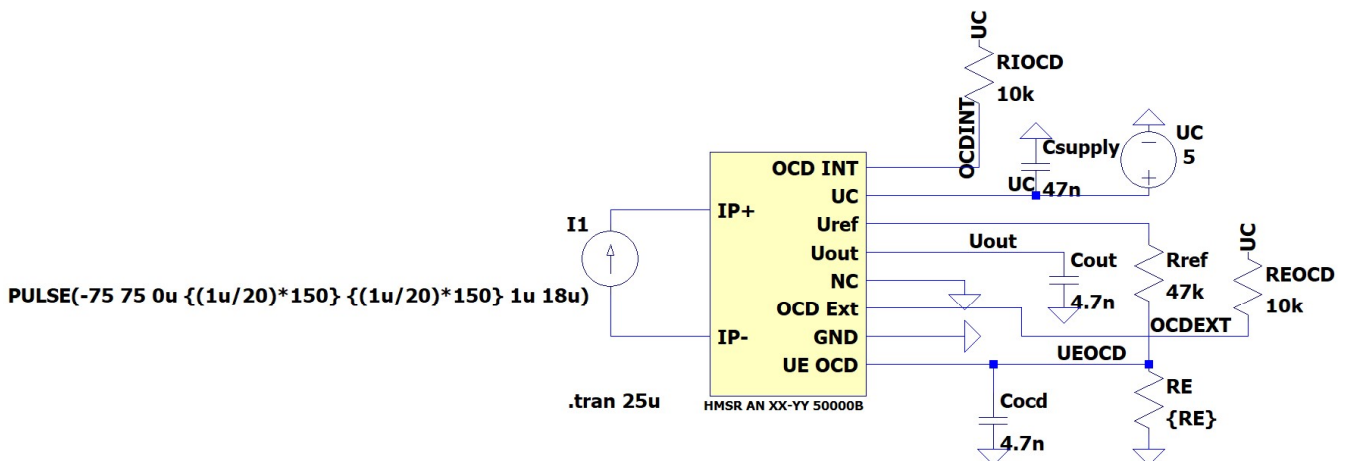 UC
RIOCD
10k
OCDINT
Csupply
47n
UC
UC
5
OCD INT
UC
Uref
Uout
NC
OCD Ext
GND
UE OCD
IP+
IP-
HMSR AN XX-YY 50000B
I1
PULSE(-75 75 0u {(1u/20)*150} {(1u/20)*150} 1u 18u)
.tran 25u
Uout
Cout
4.7n
Rref
47k
UC
REOCD
10k
OCDEXT
UEOCD
Cocd
4.7n
RE
{RE}